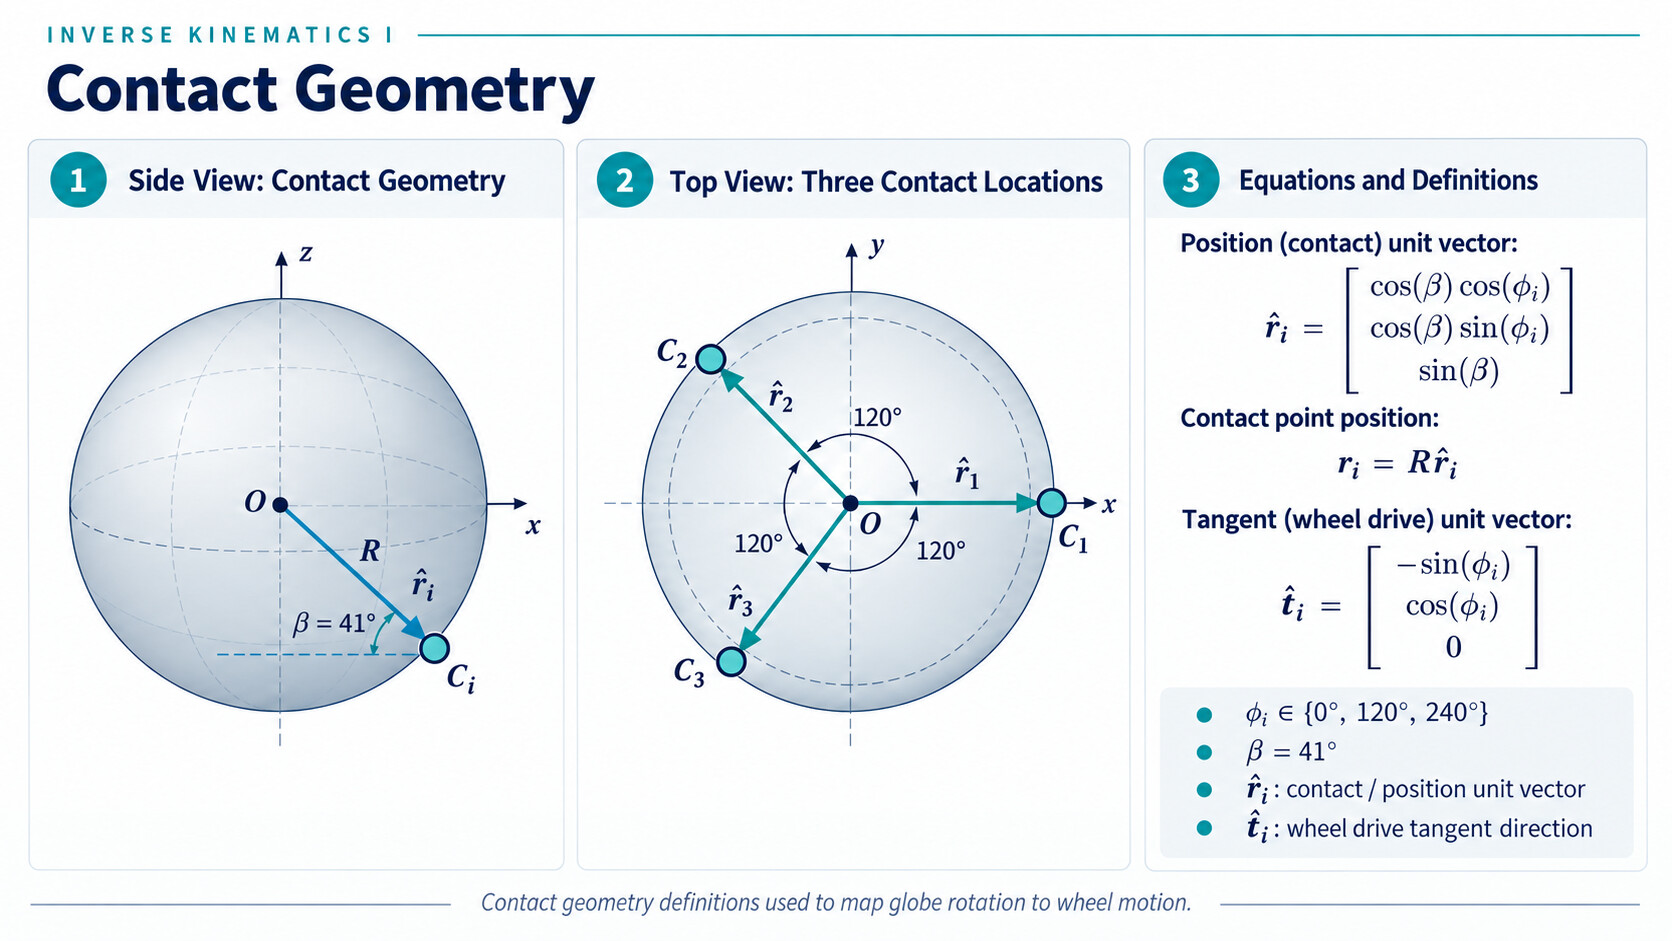 INVERSE KINEMATICS I
Contact Geometry
1 Side View: Contact Geometry
z
O
x
R
r̂ᵢ
β = 41°
Cᵢ
2 Top View: Three Contact Locations
y
C₂
r̂₂
120°
r̂₁
x
O
C₁
120°
120°
r̂₃
C₃
3 Equations and Definitions
Position (contact) unit vector:
r̂ᵢ = [ cos(β) cos(ϕᵢ)
cos(β) sin(ϕᵢ)
sin(β) ]
Contact point position:
rᵢ = Rr̂ᵢ
Tangent (wheel drive) unit vector:
t̂ᵢ = [ −sin(ϕᵢ)
cos(ϕᵢ)
0 ]
● ϕᵢ ∈ {0°, 120°, 240°}
● β = 41°
● r̂ᵢ : contact / position unit vector
● t̂ᵢ : wheel drive tangent direction
Contact geometry definitions used to map globe rotation to wheel motion.